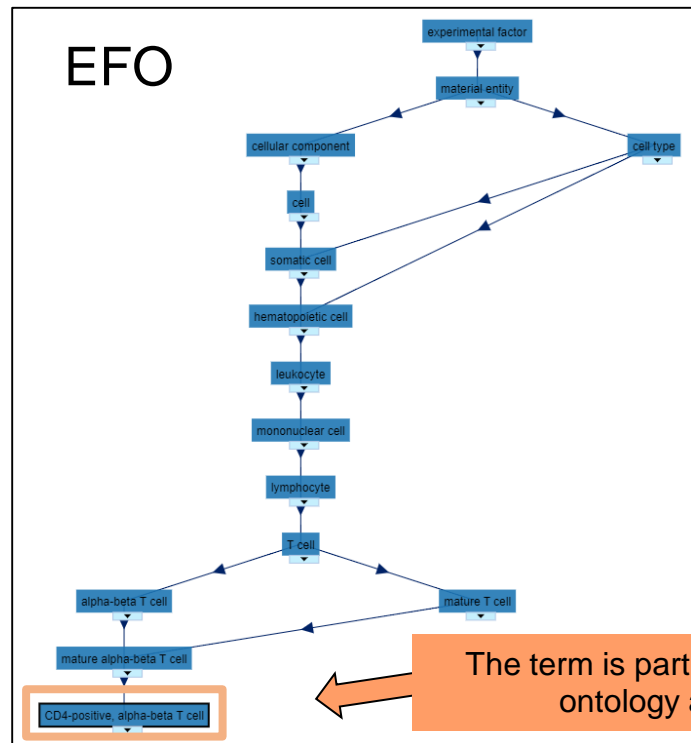 EFO
experimental factor
material entity
cellular component
cell type
cell
somatic cell
hematopoietic cell
leukocyte
mononuclear cell
lymphocyte
T cell
alpha-beta T cell
mature T cell
mature alpha-beta T cell
The term is part
ontology a
CD4-positive, alpha-beta T cell